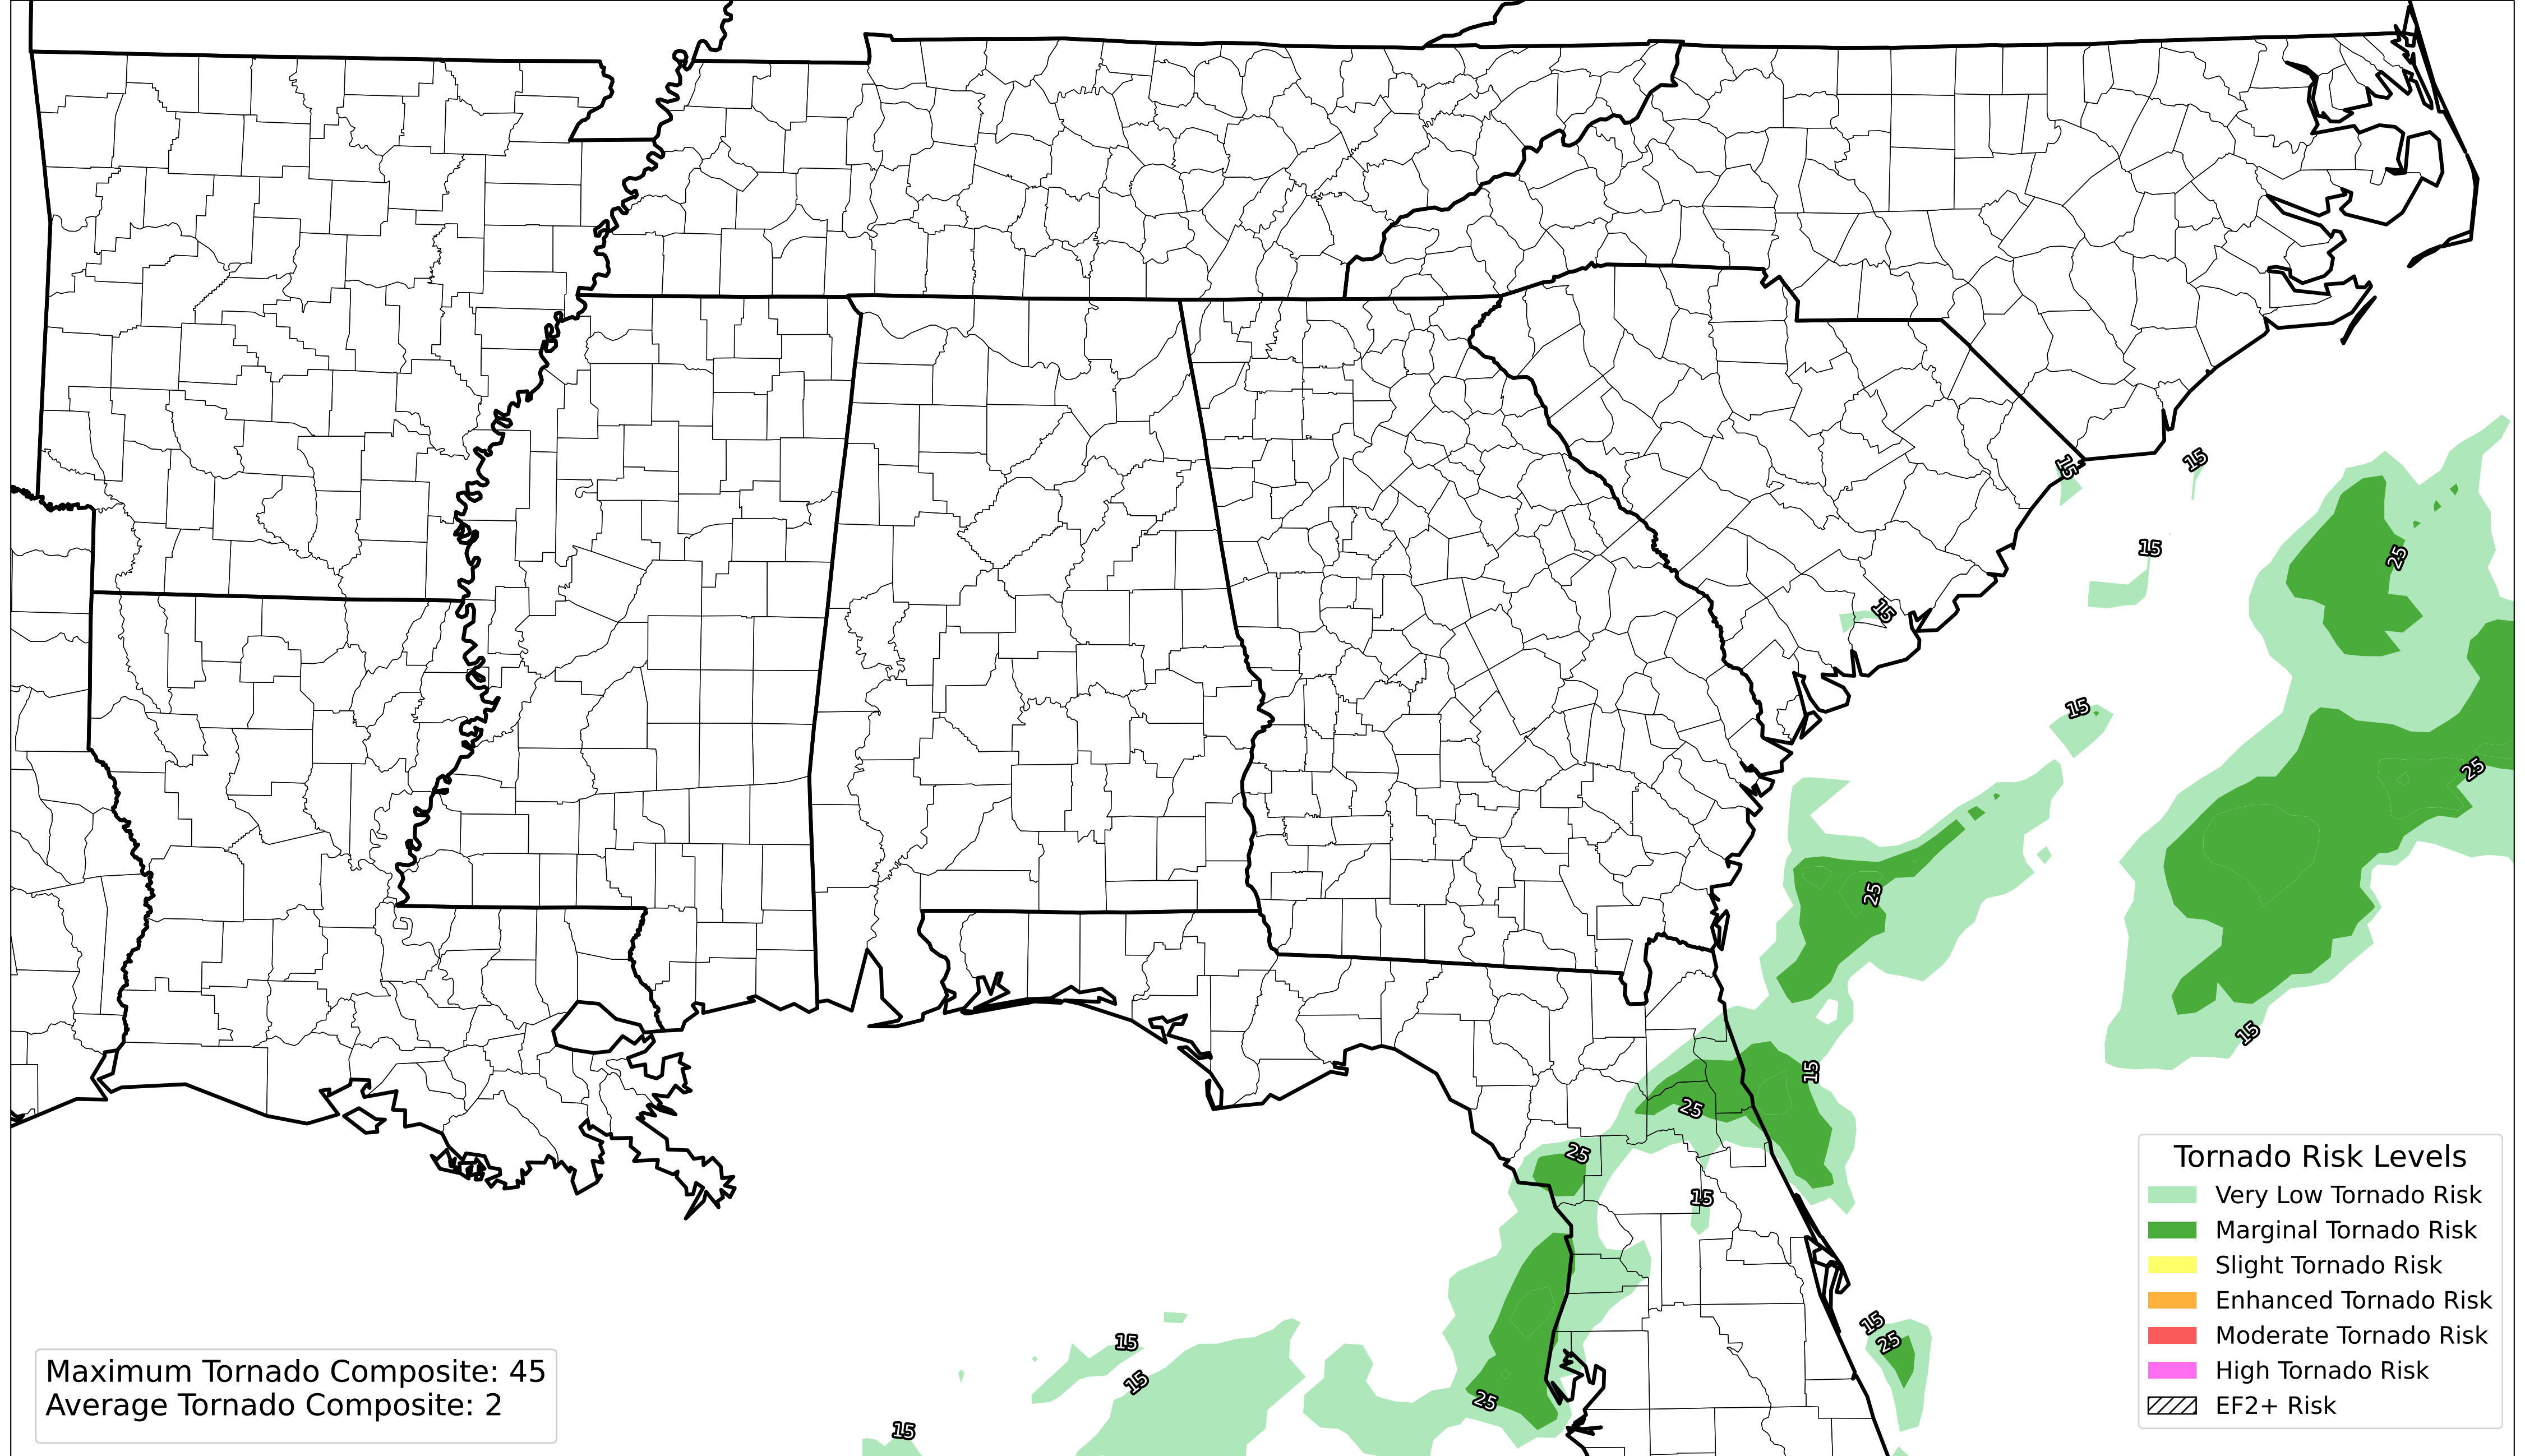 15
15
25
15
15
15
25
25
15
15
25
25
15
15
25
15
15
25
15
Tornado Risk Levels
Very Low Tornado Risk
Marginal Tornado Risk
Slight Tornado Risk
Enhanced Tornado Risk
Moderate Tornado Risk
High Tornado Risk
EF2+ Risk
Maximum Tornado Composite: 45
Average Tornado Composite: 2